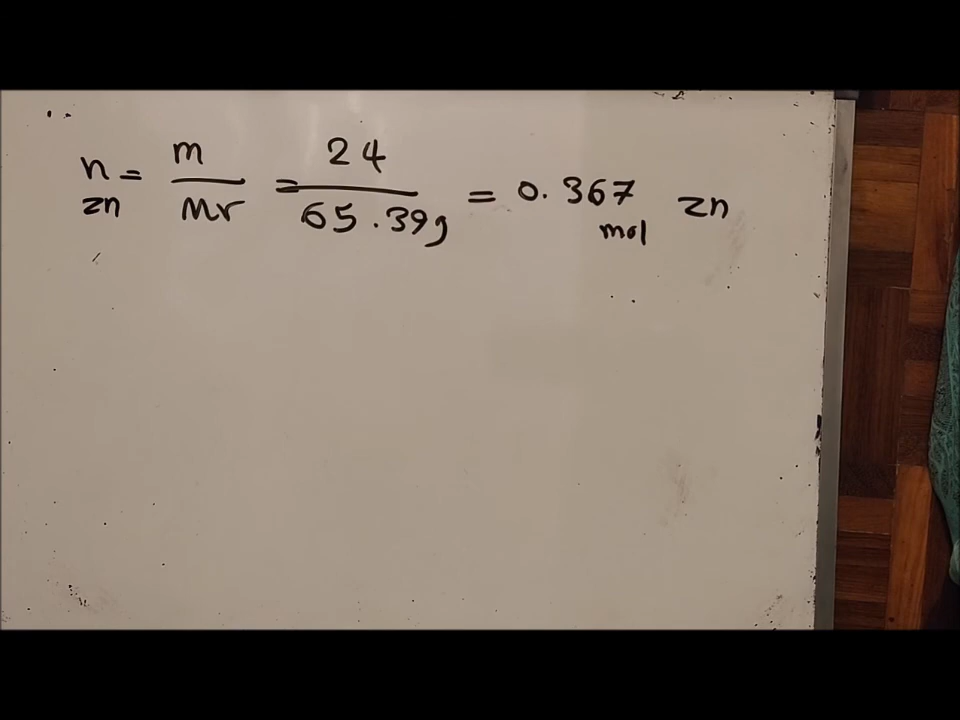 n zn = m / Mr = 24 / 65.39g = 0.367 mol zn